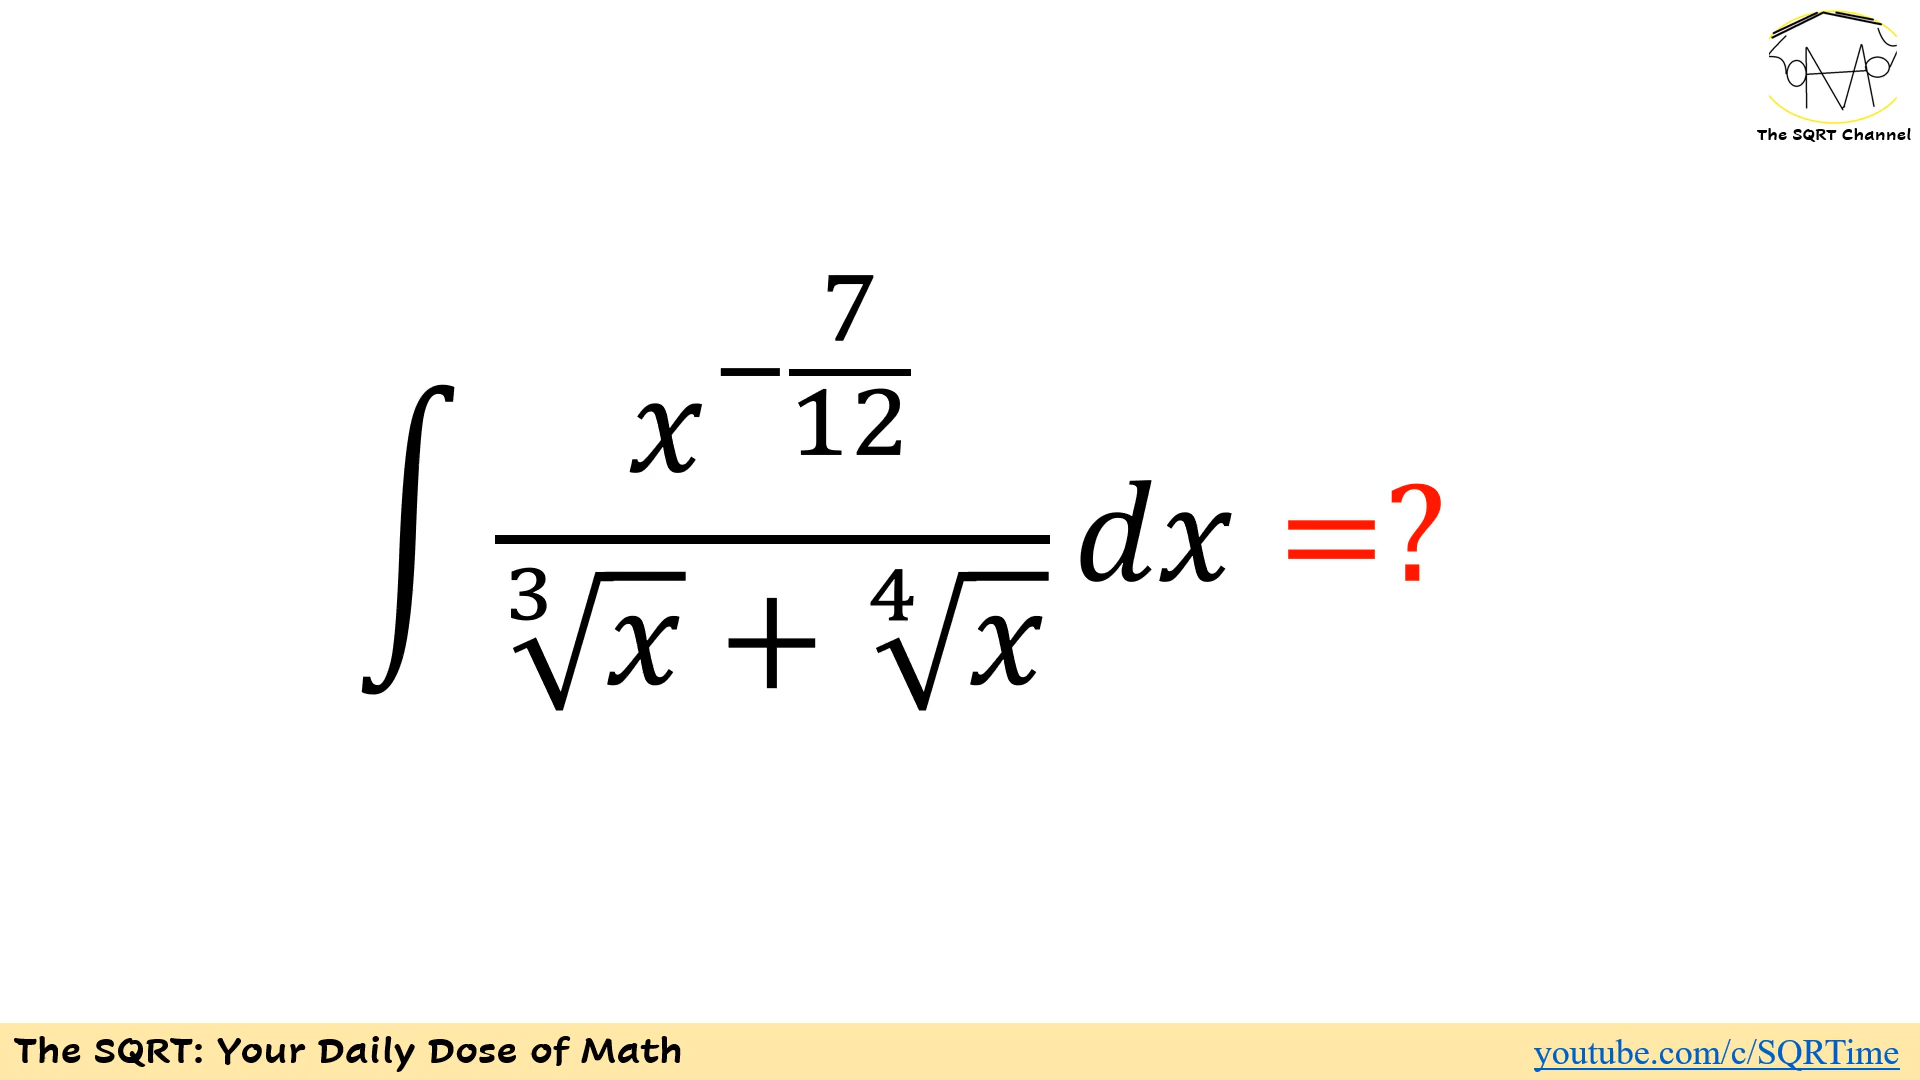 The SQRT Channel
∫ x^(-7/12) / (∛x + ∜x) dx =?
The SQRT: Your Daily Dose of Math
youtube.com/c/SQRTime